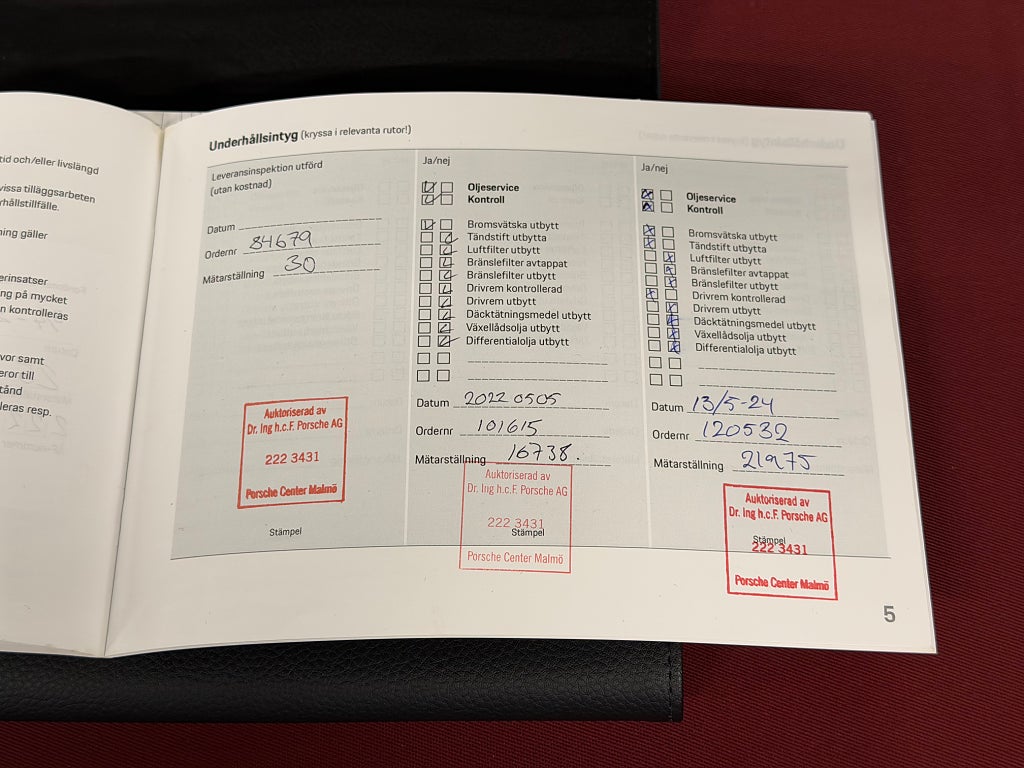 tid och/eller livslängd
vissa tilläggsarbeten
rhållstillfälle.
ning gäller
erinsatser
ng på mycket
n kontrolleras
vor samt
eror till
tånd
leras resp.
Underhållsintyg (kryssa i relevanta rutor!)
Leveransinspektion utförd
(utan kostnad)
Datum
Ordernr 84679
Mätarställning 30
Auktoriserad av
Dr. Ing h.c.F. Porsche AG
222 3431
Porsche Center Malmö
Stämpel
Ja/nej
Oljeservice
Kontroll
Bromsvätska utbytt
Tändstift utbytta
Luftfilter utbytt
Bränslefilter avtappat
Bränslefilter utbytt
Drivrem kontrollerad
Drivrem utbytt
Däcktätningsmedel utbytt
Växellådsolja utbytt
Differentialolja utbytt
Datum 2022 05 05
Ordernr 101615
Mätarställning 16738.
Auktoriserad av
Dr. Ing h.c.F. Porsche AG
222 3431
Stämpel
Porsche Center Malmö
Ja/nej
Oljeservice
Kontroll
Bromsvätska utbytt
Tändstift utbytta
Luftfilter utbytt
Bränslefilter avtappat
Bränslefilter utbytt
Drivrem kontrollerad
Drivrem utbytt
Däcktätningsmedel utbytt
Växellådsolja utbytt
Differentialolja utbytt
Datum 13/5-24
Ordernr 120532
Mätarställning 21975
Auktoriserad av
Dr. Ing h.c.F. Porsche AG
Stämpel
222 3431
Porsche Center Malmö
5